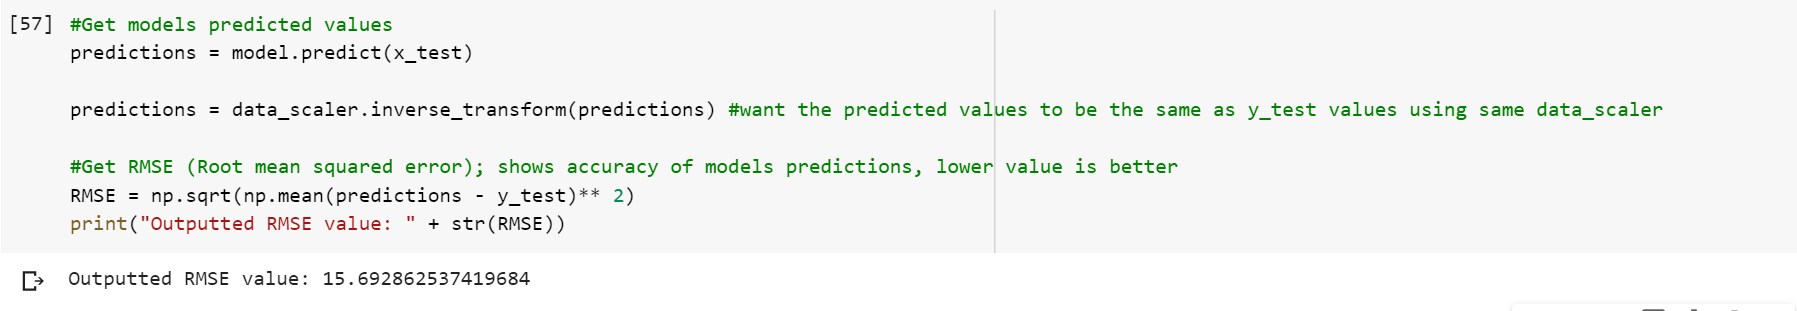 [57] #Get models predicted values
predictions = model.predict(x_test)
predictions = data_scaler.inverse_transform(predictions) #want the predicted values to be the same as y_test values using same data_scaler
#Get RMSE (Root mean squared error); shows accuracy of models predictions, lower value is better
RMSE = np.sqrt(np.mean(predictions - y_test)** 2)
print("Outputted RMSE value: " + str(RMSE))
Outputted RMSE value: 15.692862537419684